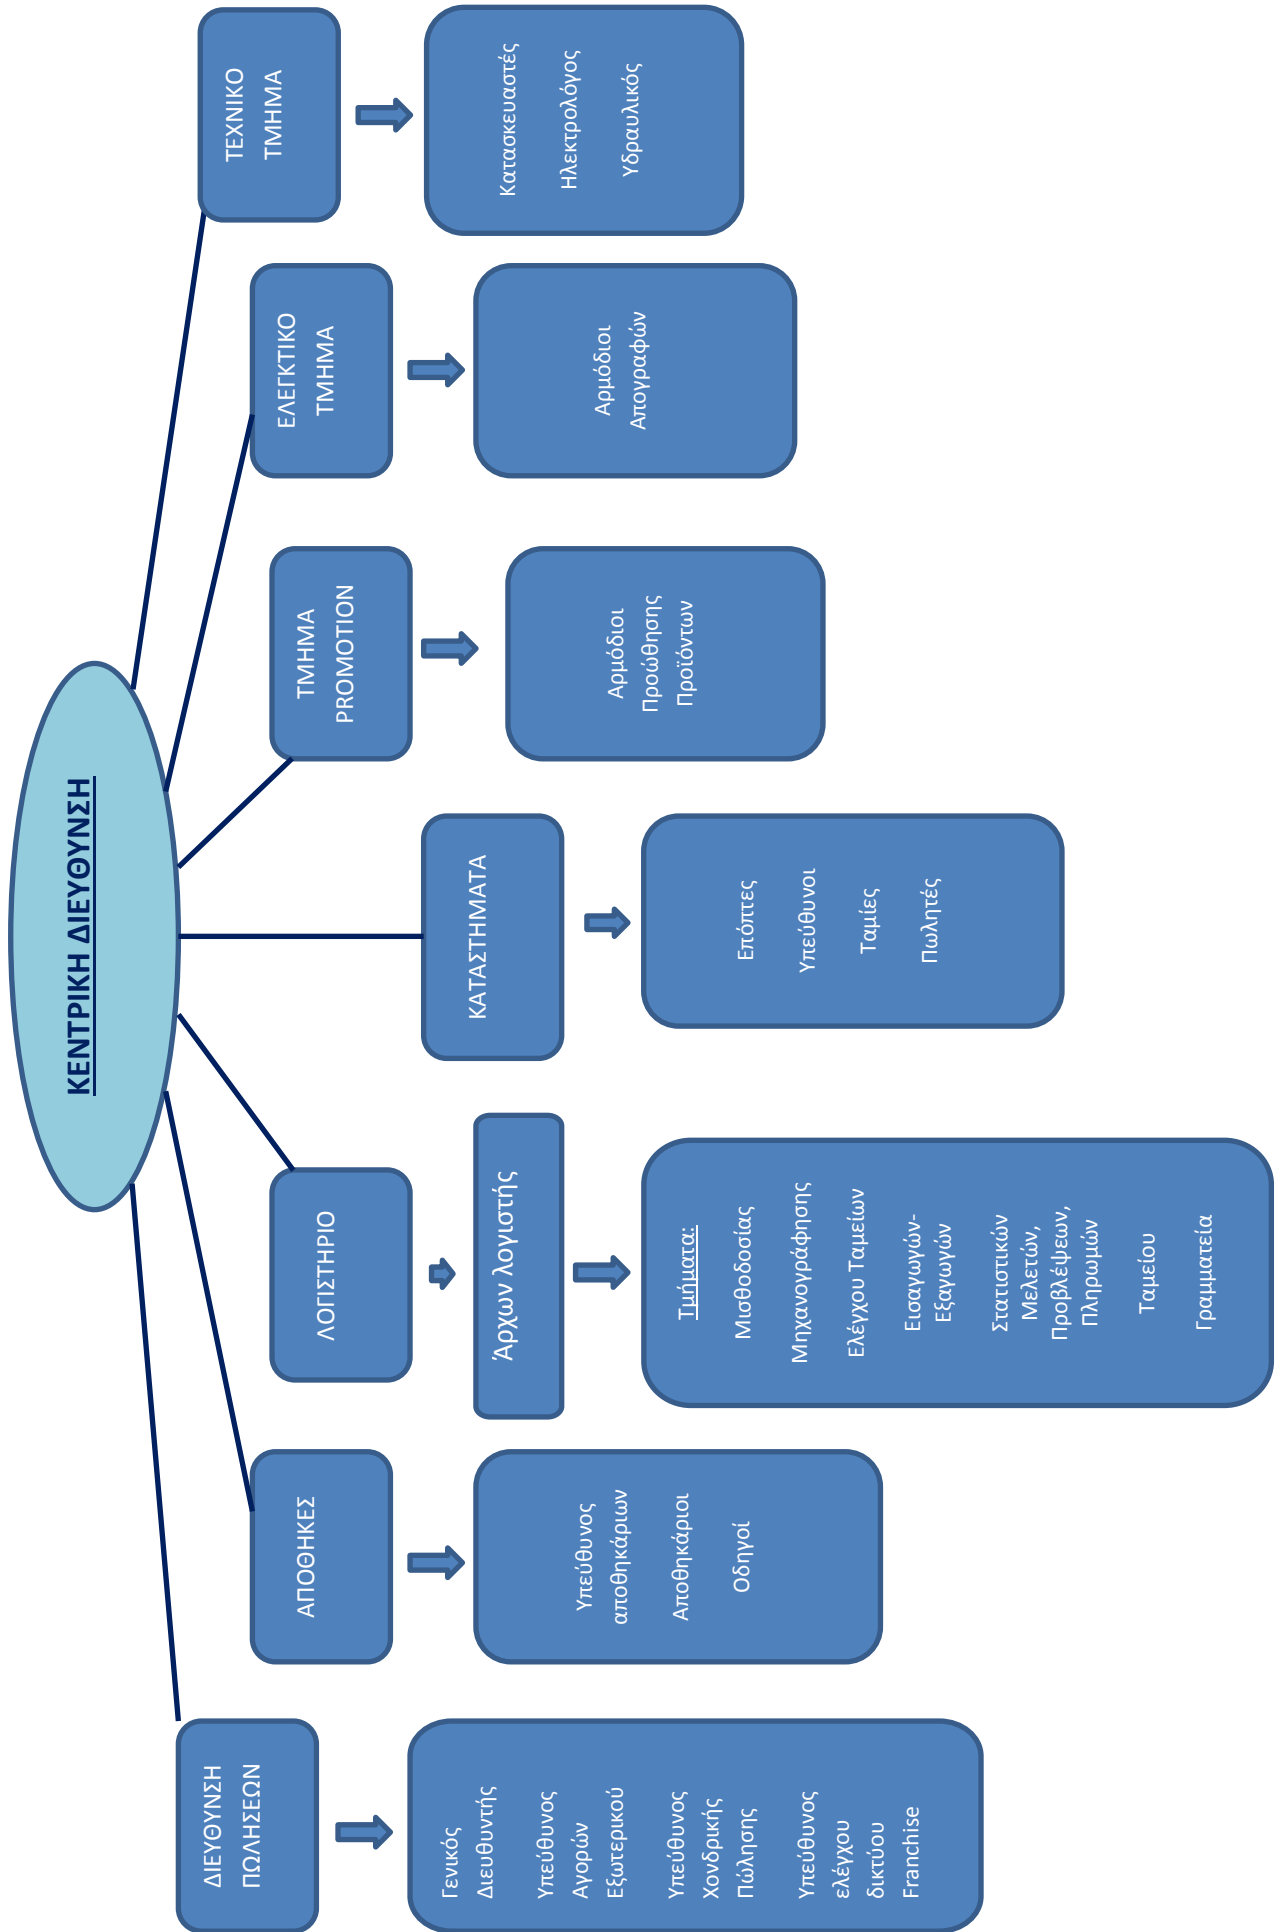 ΚΕΝΤΡΙΚΗ ΔΙΕΥΘΥΝΣΗ
ΔΙΕΥΘΥΝΣΗ
ΠΩΛΗΣΕΩΝ
Γενικός
Διευθυντής
Υπεύθυνος
Αγορών
Εξωτερικού
Υπεύθυνος
Χονδρικής
Πώλησης
Υπεύθυνος
ελέγχου
δικτύου
Franchise
ΑΠΟΘΗΚΕΣ
Υπεύθυνος
αποθηκάριων
Αποθηκάριοι
Οδηγοί
ΛΟΓΙΣΤΗΡΙΟ
Άρχων λογιστής
Τμήματα:
Μισθοδοσίας
Μηχανογράφησης
Ελέγχου Ταμείων
Εισαγωγών-
Εξαγωγών
Στατιστικών
Μελετών,
Προβλέψεων,
Πληρωμών
Ταμείου
Γραμματεία
ΚΑΤΑΣΤΗΜΑΤΑ
Επόπτες
Υπεύθυνοι
Ταμίες
Πωλητές
ΤΜΗΜΑ
PROMOTION
Αρμόδιοι
Προώθησης
Προϊόντων
ΕΛΕΓΚΤΙΚΟ
ΤΜΗΜΑ
Αρμόδιοι
Απογραφών
ΤΕΧΝΙΚΟ
ΤΜΗΜΑ
Κατασκευαστές
Ηλεκτρολόγος
Υδραυλικός